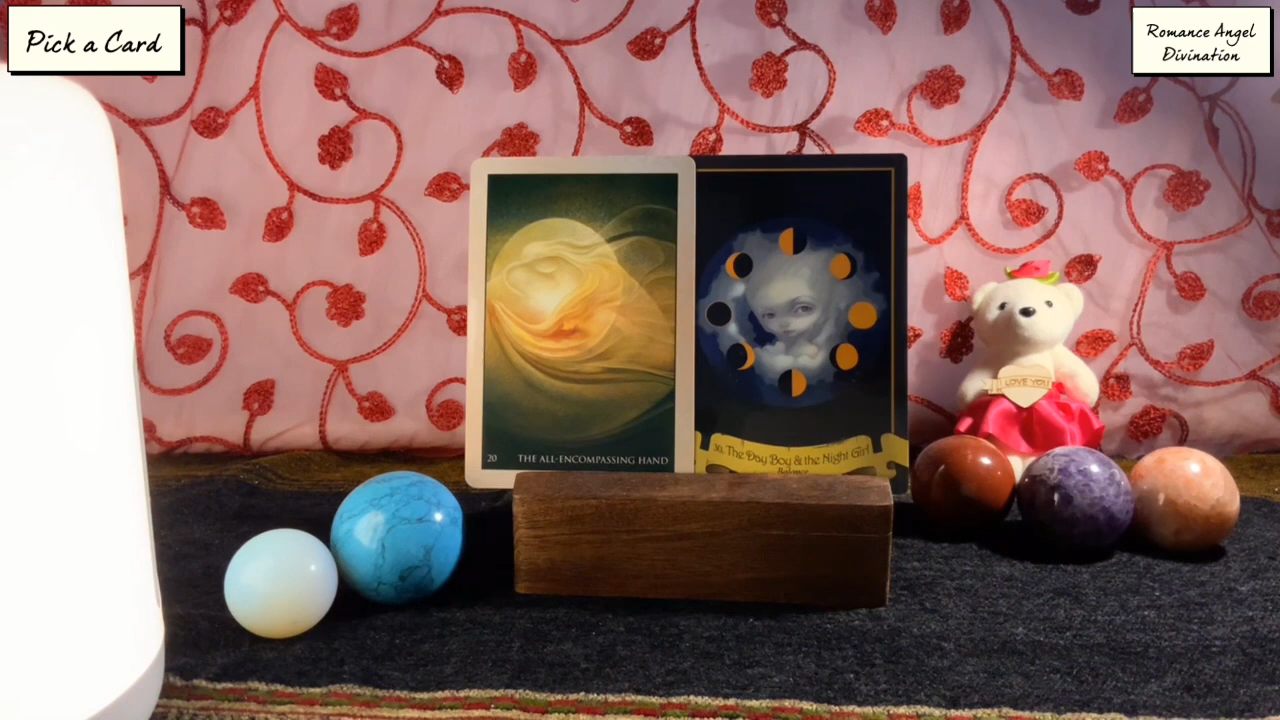 Pick a Card
Romance Angel
Divination
20 THE ALL-ENCOMPASSING HAND
30. The Day Boy & the Night Girl
Balance
I LOVE YOU